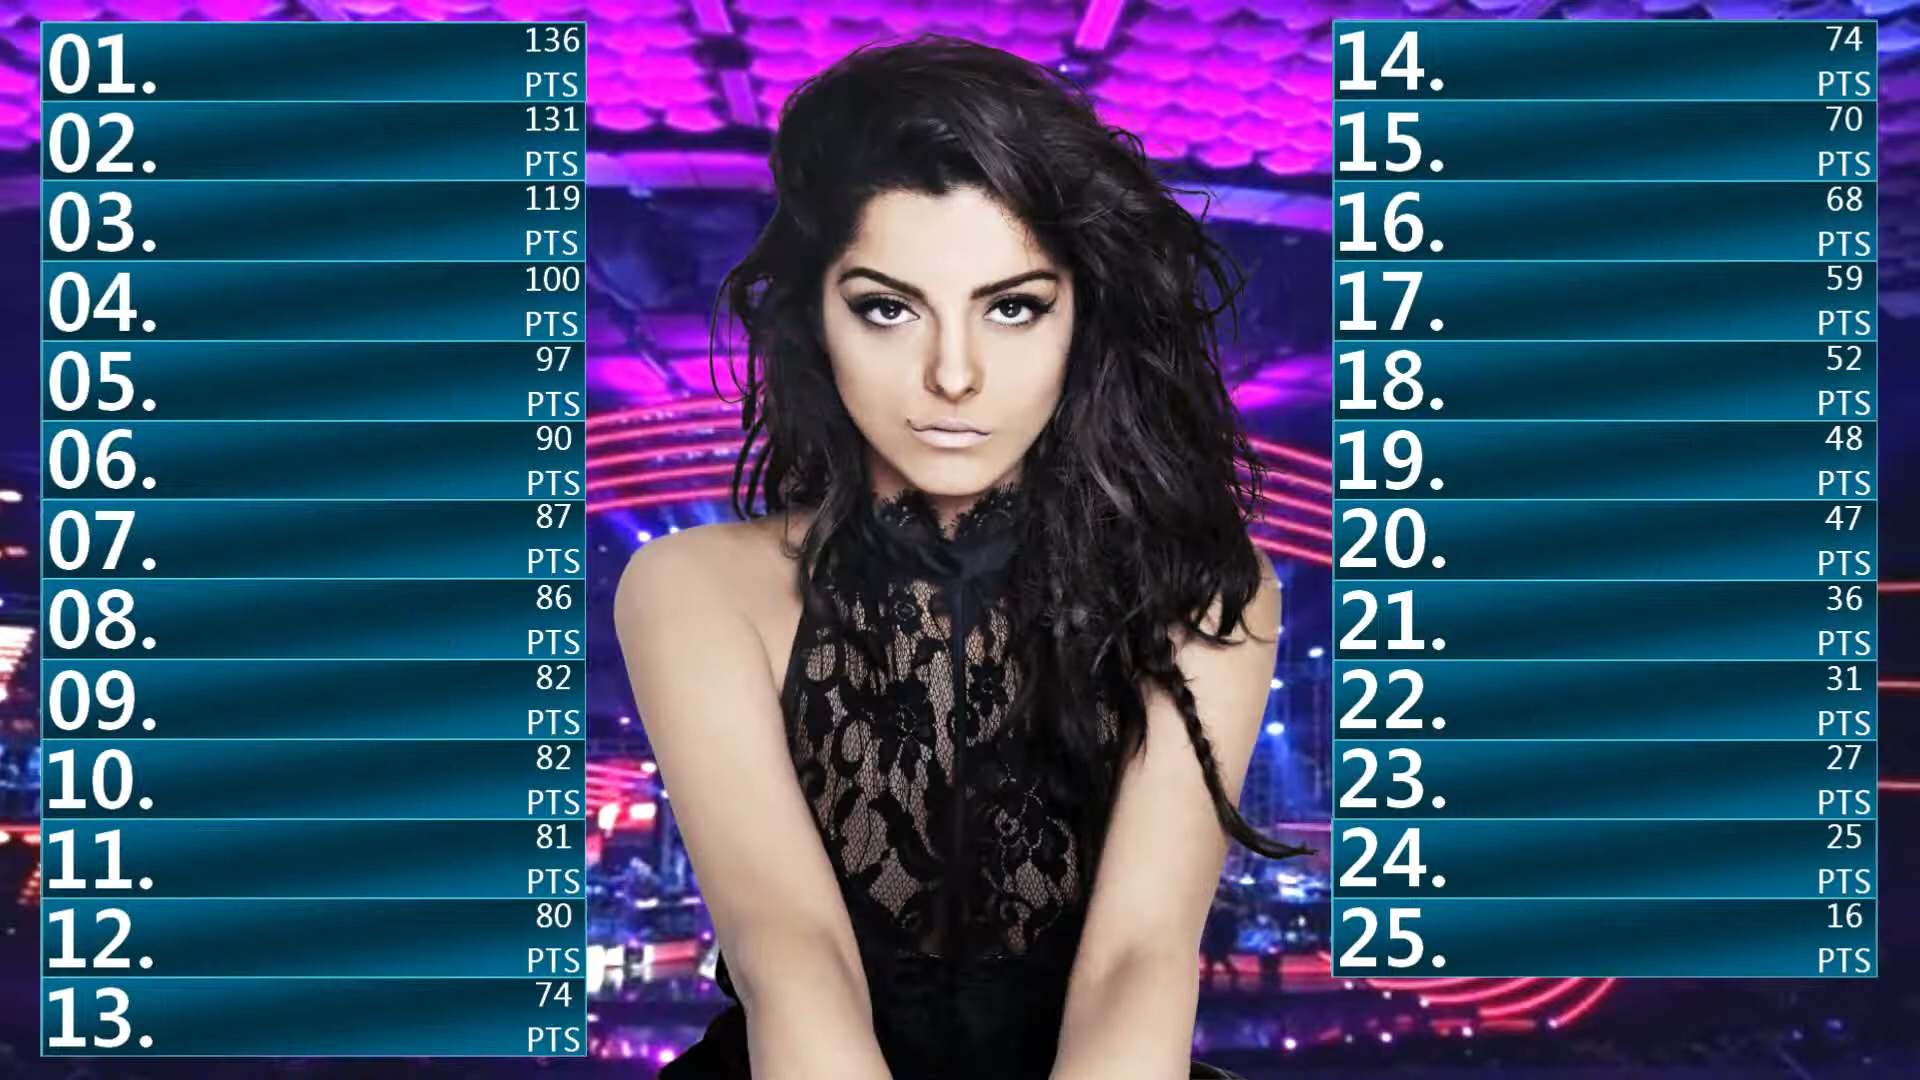 01.
136
PTS
02.
131
PTS
03.
119
PTS
04.
100
PTS
05.
97
PTS
06.
90
PTS
07.
87
PTS
08.
86
PTS
09.
82
PTS
10.
82
PTS
11.
81
PTS
12.
80
PTS
13.
74
PTS
14.
74
PTS
15.
70
PTS
16.
68
PTS
17.
59
PTS
18.
52
PTS
19.
48
PTS
20.
47
PTS
21.
36
PTS
22.
31
PTS
23.
27
PTS
24.
25
PTS
25.
16
PTS